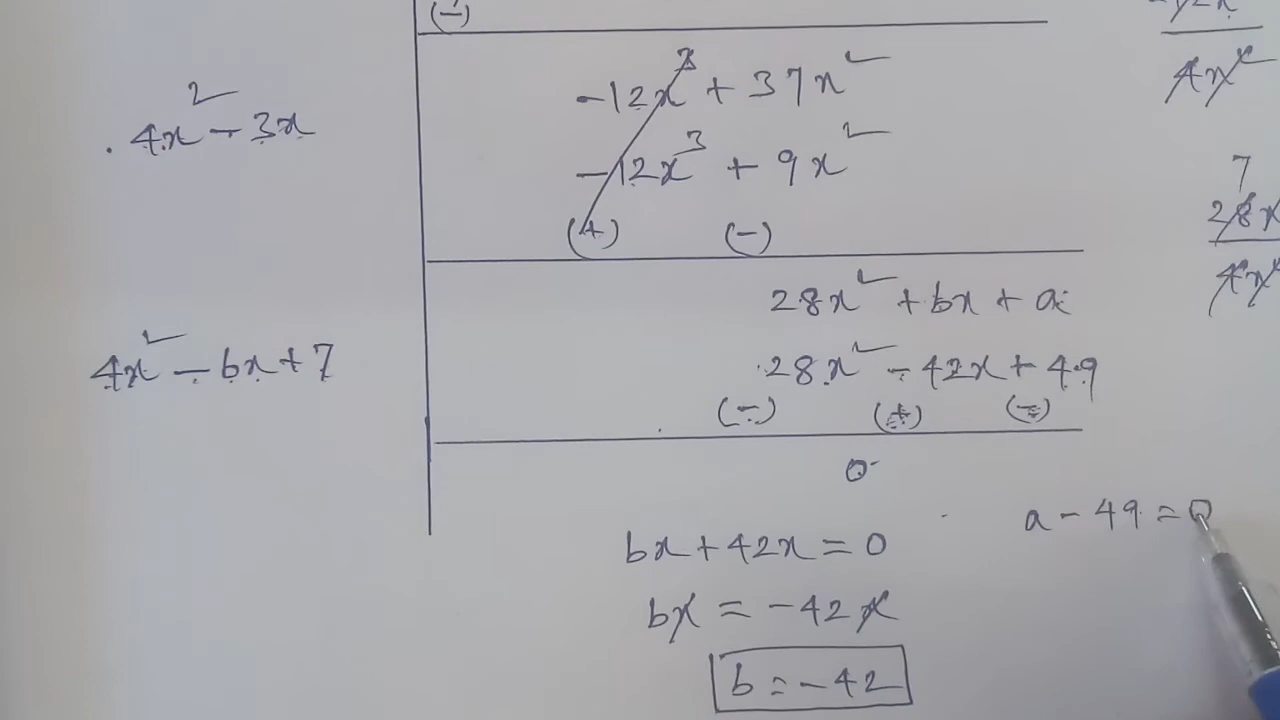 (-)
-12x³ + 37x²
4x² - 3x
-12x³ + 9x²
(+) (-)
28x² + bx + a
4x² - 6x + 7
28x² - 42x + 49
(-) (+) (-)
0
a - 49 = 0
bx + 42x = 0
bx = -42x
b = -42
4x²
7
28x
4x²